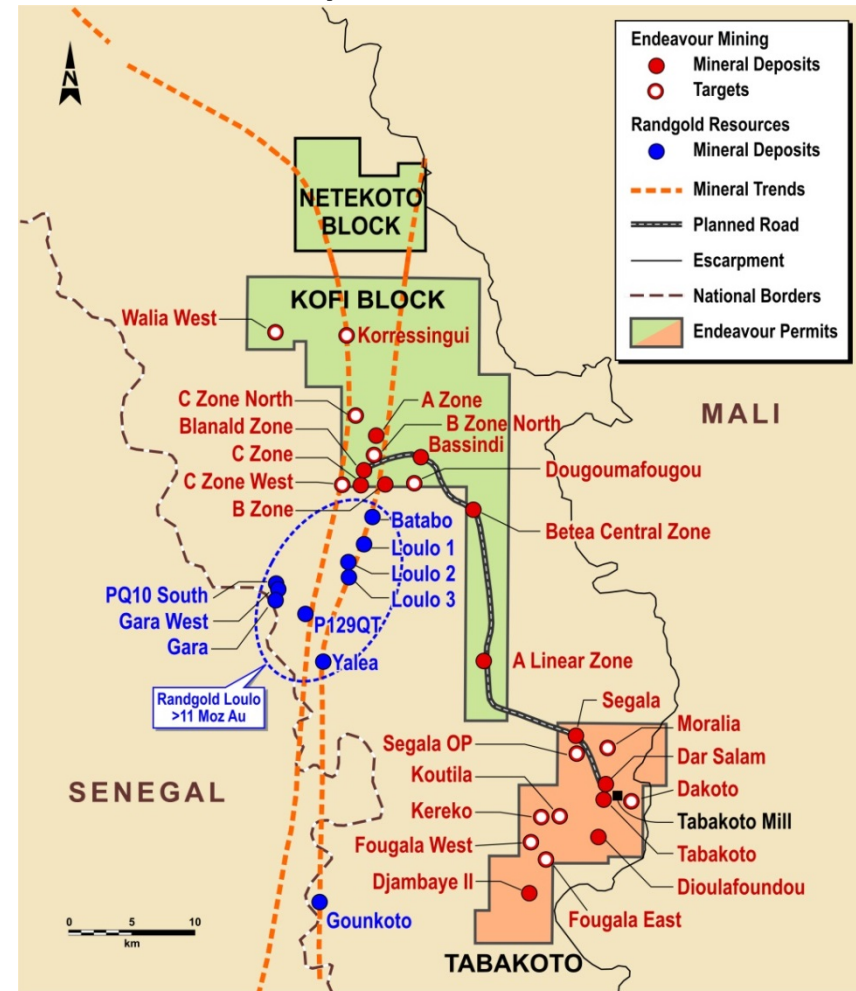 N
Endeavour Mining
Mineral Deposits
Targets
Randgold Resources
Mineral Deposits
Mineral Trends
Planned Road
Escarpment
National Borders
Endeavour Permits
NETEKOTO
BLOCK
KOFI BLOCK
Walia West
Korressingui
C Zone North
A Zone
Blanald Zone
B Zone North
C Zone
Bassindi
C Zone West
Dougoumafougou
B Zone
MALI
Batabo
Betea Central Zone
Loulo 1
Loulo 2
PQ10 South
Loulo 3
Gara West
P129QT
Gara
Yalea
A Linear Zone
Randgold Loulo
>11 Moz Au
Segala
Moralia
Segala OP
Dar Salam
SENEGAL
Koutila
Dakoto
Kereko
Tabakoto Mill
Fougala West
Tabakoto
Djambaye II
Dioulafoundou
Gounkoto
Fougala East
0 5 10
km
TABAKOTO